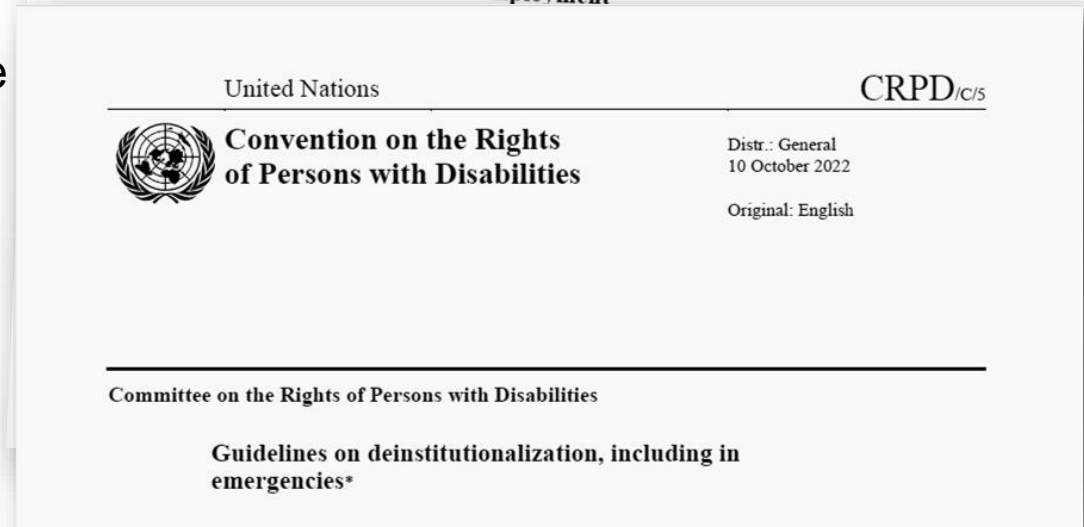 United Nations
CRPD/C/5
Convention on the Rights
of Persons with Disabilities
Distr.: General
10 October 2022
Original: English
Committee on the Rights of Persons with Disabilities
Guidelines on deinstitutionalization, including in
emergencies*